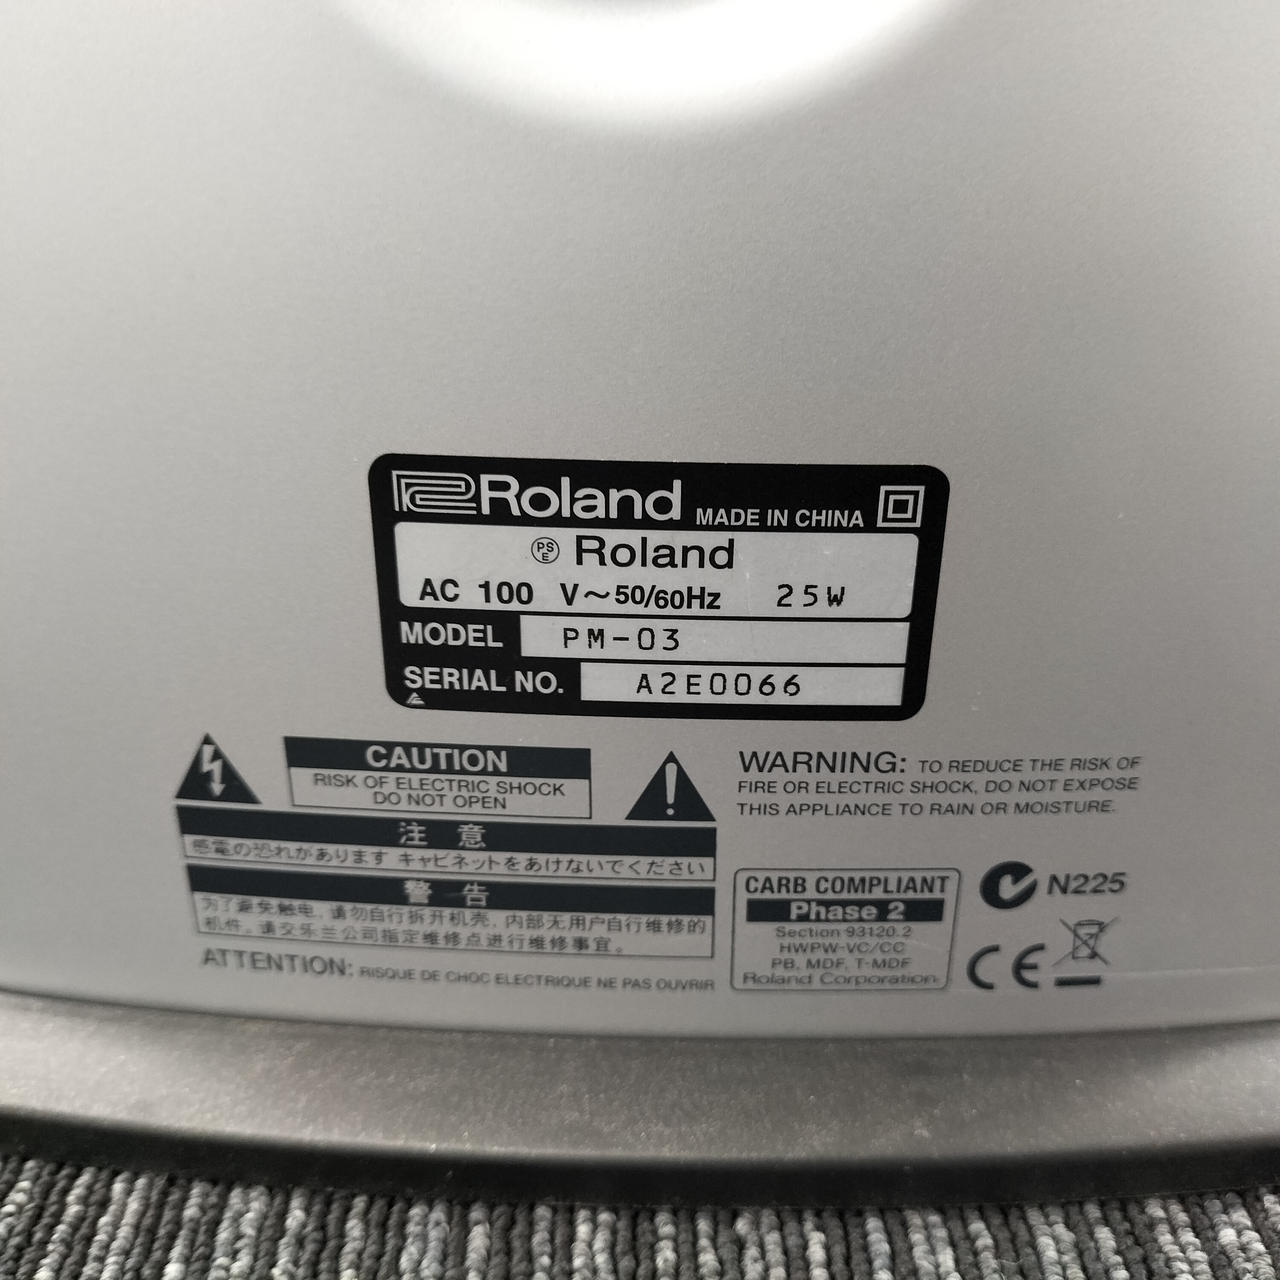 Roland MADE IN CHINA
PSE Roland
AC 100 V～50/60Hz 25W
MODEL PM-03
SERIAL NO. A2E0066
CAUTION
RISK OF ELECTRIC SHOCK
DO NOT OPEN
注 意
感電の恐れがあります キャビネットをあけないでください
警 告
为了避免触电，请勿自行拆开机壳，内部无用户自行维修的
机件。请交乐兰公司指定维修点进行维修事宜。
ATTENTION: RISQUE DE CHOC ELECTRIQUE NE PAS OUVRIR
WARNING: TO REDUCE THE RISK OF
FIRE OR ELECTRIC SHOCK, DO NOT EXPOSE
THIS APPLIANCE TO RAIN OR MOISTURE.
CARB COMPLIANT
Phase 2
Section 93120.2
HWPW-VC/CC
PB, MDF, T-MDF
Roland Corporation
N225
CE